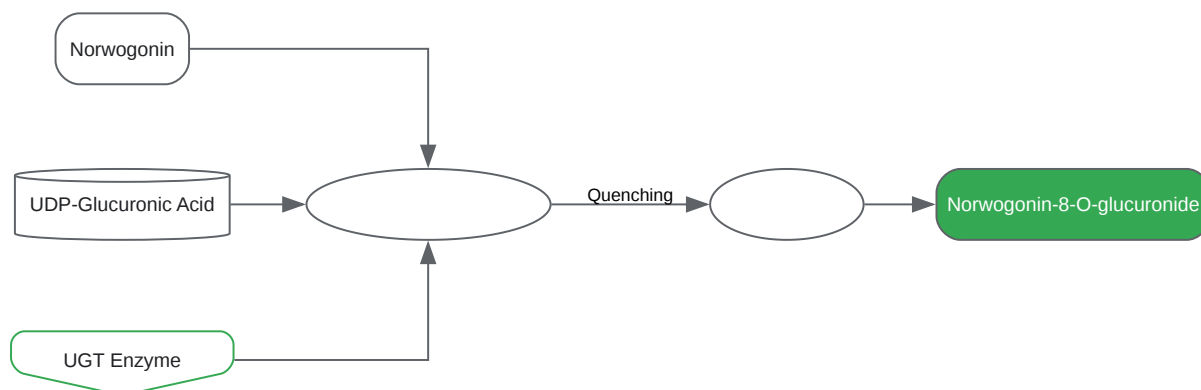 Norwogonin
UDP-Glucuronic Acid
UGT Enzyme
Quenching
Norwogonin-8-O-glucuronide